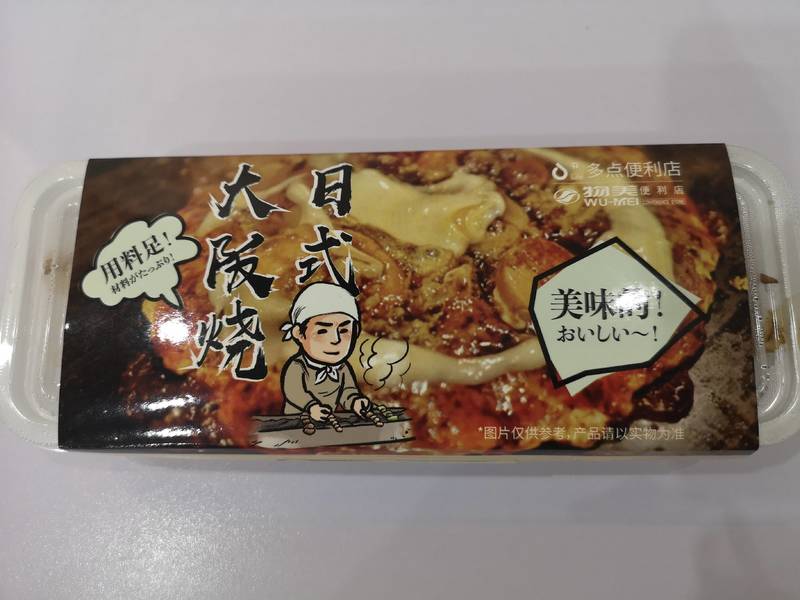 日式
大阪烧
用料足!
材料がたっぷり!
多点便利店
物美便利店
WU-MEI
美味的!
おいしい~!
*图片仅供参考,产品请以实物为准